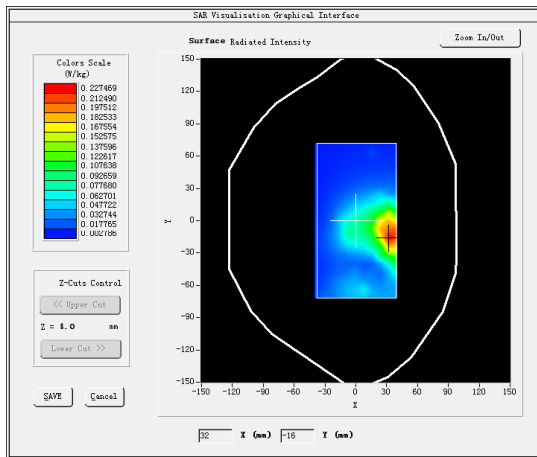 SAR Visualisation Graphical Interface
Surface Radiated Intensity
Zoom In/Out
Colors Scale
(W/kg)
0.227469
0.212490
0.197512
0.182533
0.167554
0.152575
0.137596
0.122617
0.107638
0.092659
0.077680
0.062701
0.047722
0.032744
0.017765
0.002786
150
120
90
60
30
0
-30
-60
-90
-120
-150
Y
-150 -120 -90 -60 -30 0 30 60 90 120 150
X
Z-Cuts Control
<< Upper Cut
Z = 4.0 mm
Lower Cut >>
SAVE Cancel
32 X (mm) -16 Y (mm)